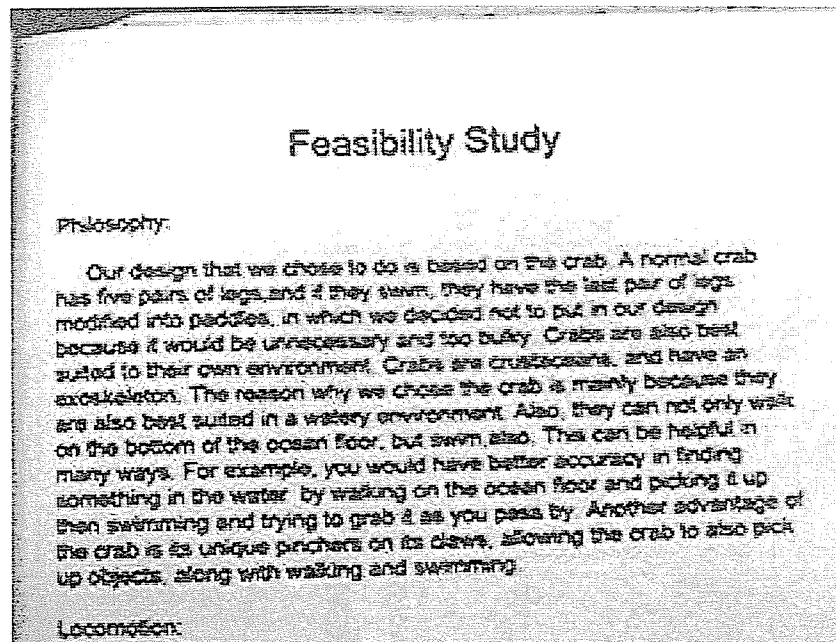 Feasibility Study
Philosophy:
Our design that we chose to do is based on the crab. A normal crab
has five pairs of legs,and if they swim, they have the last pair of legs
modified into paddles, in which we decided not to put in our design
because it would be unnecessary and too bulky. Crabs are also best
suited to their own environment. Crabs are crustaceans, and have an
exoskeleton. The reason why we chose the crab is mainly because they
are also best suited in a watery environment. Also, they can not only walk
on the bottom of the ocean floor, but swim,also. This can be helpful in
many ways. For example, you would have better accuracy in finding
something in the water by walking on the ocean floor and picking it up
then swimming and trying to grab it as you pass by. Another advantage of
the crab is its unique pinchers on its claws, allowing the crab to also pick
up objects, along with walking and swimming.
Locomotion: